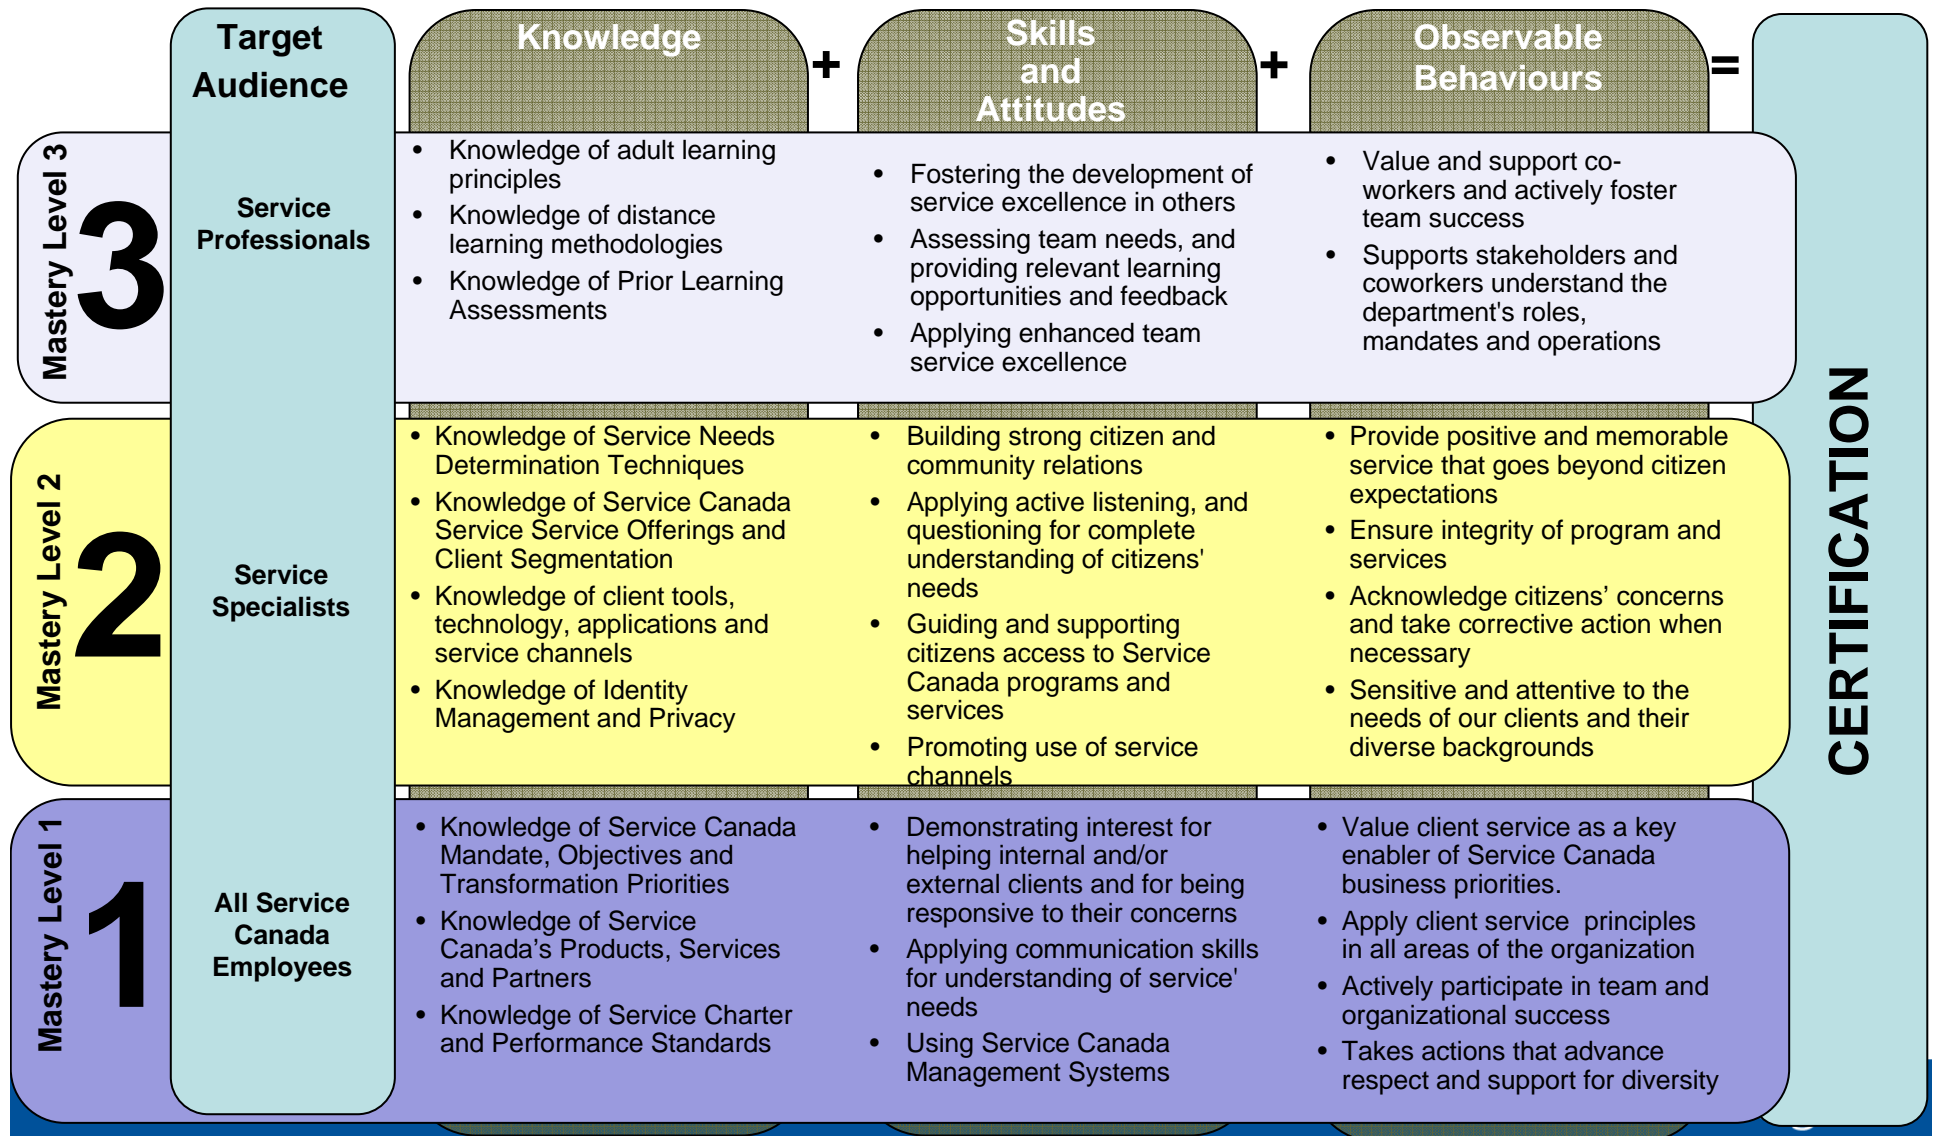 Target
Audience
Knowledge
+
Skills
and
Attitudes
+
Observable
Behaviours
=
CERTIFICATION
Mastery Level 3
3
Service
Professionals
• Knowledge of adult learning
principles
• Knowledge of distance
learning methodologies
• Knowledge of Prior Learning
Assessments
• Fostering the development of
service excellence in others
• Assessing team needs, and
providing relevant learning
opportunities and feedback
• Applying enhanced team
service excellence
• Value and support co-
workers and actively foster
team success
• Supports stakeholders and
coworkers understand the
department's roles,
mandates and operations
Mastery Level 2
2
Service
Specialists
• Knowledge of Service Needs
Determination Techniques
• Knowledge of Service Canada
Service Service Offerings and
Client Segmentation
• Knowledge of client tools,
technology, applications and
service channels
• Knowledge of Identity
Management and Privacy
• Building strong citizen and
community relations
• Applying active listening, and
questioning for complete
understanding of citizens'
needs
• Guiding and supporting
citizens access to Service
Canada programs and
services
• Promoting use of service
channels
• Provide positive and memorable
service that goes beyond citizen
expectations
• Ensure integrity of program and
services
• Acknowledge citizens’ concerns
and take corrective action when
necessary
• Sensitive and attentive to the
needs of our clients and their
diverse backgrounds
Mastery Level 1
1
All Service
Canada
Employees
• Knowledge of Service Canada
Mandate, Objectives and
Transformation Priorities
• Knowledge of Service
Canada’s Products, Services
and Partners
• Knowledge of Service Charter
and Performance Standards
• Demonstrating interest for
helping internal and/or
external clients and for being
responsive to their concerns
• Applying communication skills
for understanding of service'
needs
• Using Service Canada
Management Systems
• Value client service as a key
enabler of Service Canada
business priorities.
• Apply client service  principles
in all areas of the organization
• Actively participate in team and
organizational success
• Takes actions that advance
respect and support for diversity